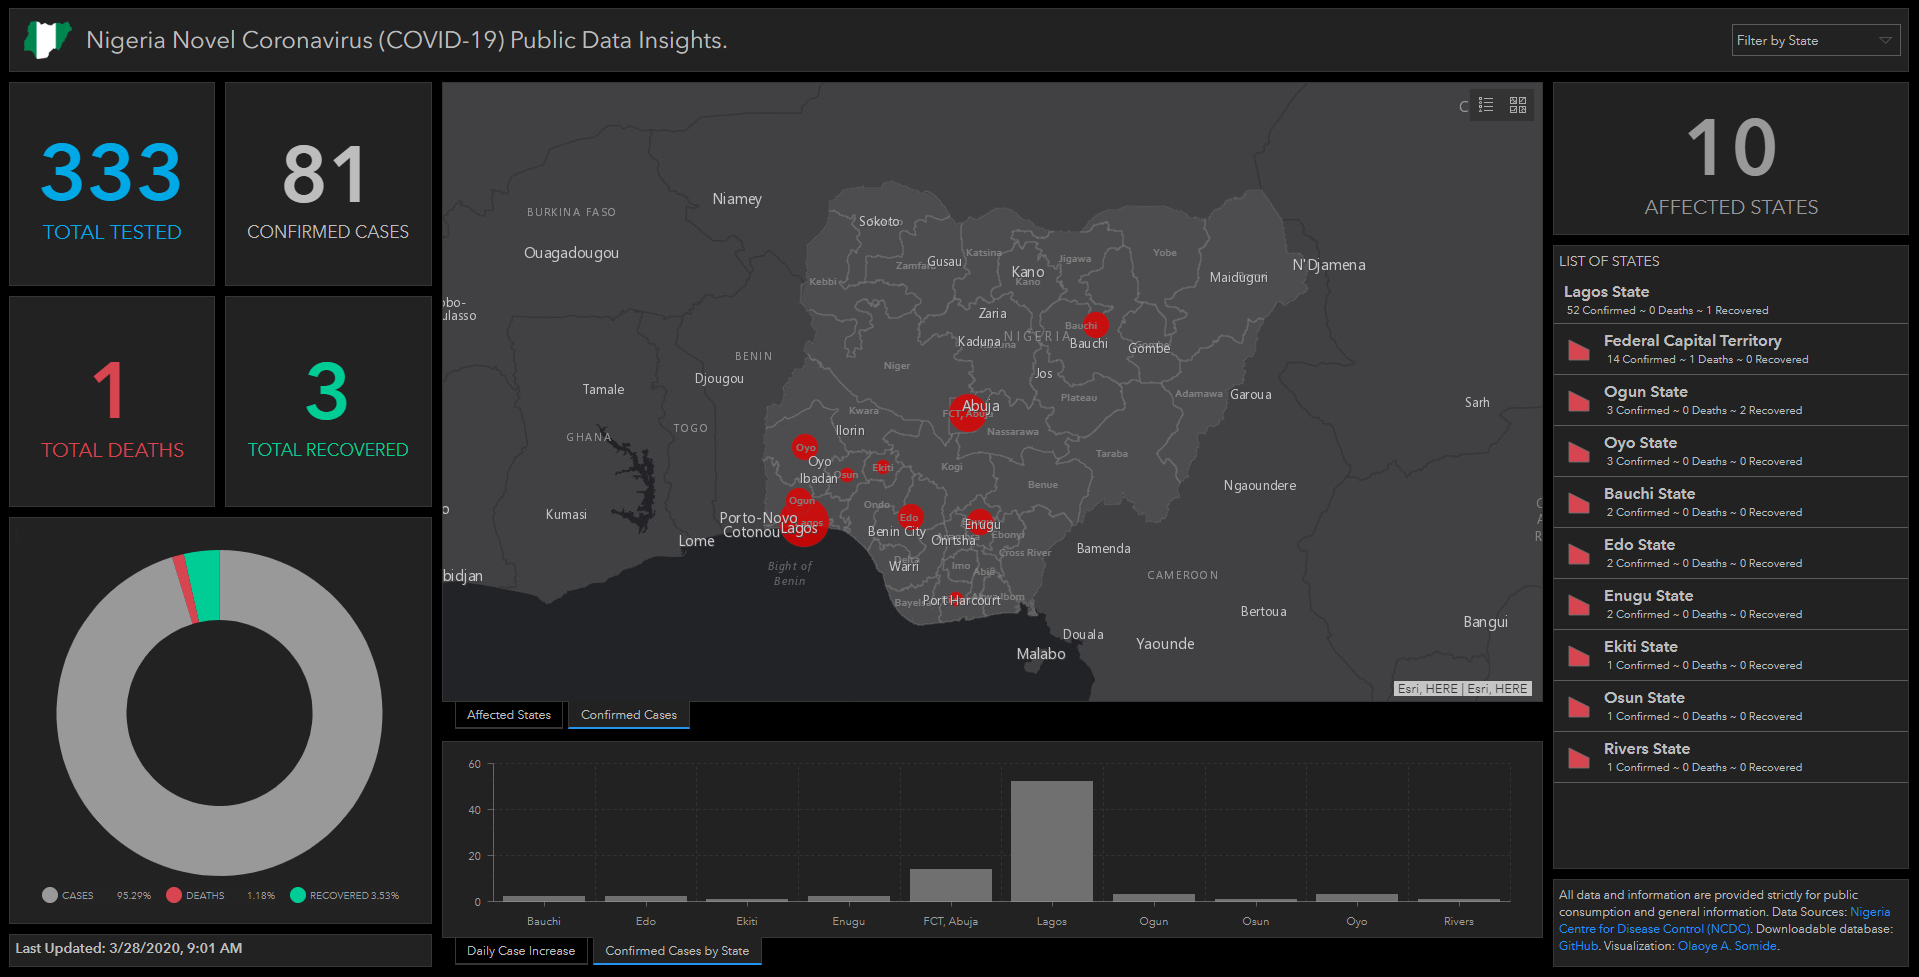 Nigeria Novel Coronavirus (COVID-19) Public Data Insights.
Filter by State
333
TOTAL TESTED
81
CONFIRMED CASES
1
TOTAL DEATHS
3
TOTAL RECOVERED
CASES 95.29% DEATHS 1.18% RECOVERED 3.53%
Last Updated: 3/28/2020, 9:01 AM
Niamey
BURKINA FASO
Ouagadougou
Sokoto
Katsina
Gusau
Kebbi
Kano
Kano
Jigawa
Yobe
Maiduguri
N'Djamena
Zaria
NIGERIA
Kaduna
Bauchi
Bauchi
Gombe
BENIN
Djougou
Tamale
Niger
Jos
Plateau
Adamawa
Garoua
Sarh
Abuja
FCT, Abuja
Kwara
Nassarawa
GHANA
TOGO
Ilorin
Oyo
Oyo
Ekiti
Kogi
Taraba
Ibadan
Osun
Benue
Ngaoundere
Ogun
Ondo
Kumasi
Porto-Novo
Cotonou
Lagos
Lagos
Edo
Benin City
Enugu
Onitsha
Ebonyi
Lome
Cross River
Bamenda
Bight of
Benin
Warri
Imo
Abia
CAMEROON
Port Harcourt
Bertoua
Douala
Yaounde
Bangui
Malabo
Esri, HERE | Esri, HERE
Affected States
Confirmed Cases
60
40
20
0
Bauchi
Edo
Ekiti
Enugu
FCT, Abuja
Lagos
Ogun
Osun
Oyo
Rivers
Daily Case Increase
Confirmed Cases by State
10
AFFECTED STATES
LIST OF STATES
Lagos State
52 Confirmed ~ 0 Deaths ~ 1 Recovered
Federal Capital Territory
14 Confirmed ~ 1 Deaths ~ 0 Recovered
Ogun State
3 Confirmed ~ 0 Deaths ~ 2 Recovered
Oyo State
3 Confirmed ~ 0 Deaths ~ 0 Recovered
Bauchi State
2 Confirmed ~ 0 Deaths ~ 0 Recovered
Edo State
2 Confirmed ~ 0 Deaths ~ 0 Recovered
Enugu State
2 Confirmed ~ 0 Deaths ~ 0 Recovered
Ekiti State
1 Confirmed ~ 0 Deaths ~ 0 Recovered
Osun State
1 Confirmed ~ 0 Deaths ~ 0 Recovered
Rivers State
1 Confirmed ~ 0 Deaths ~ 0 Recovered
All data and information are provided strictly for public
consumption and general information. Data Sources: Nigeria
Centre for Disease Control (NCDC). Downloadable database:
GitHub. Visualization: Olaoye A. Somide.